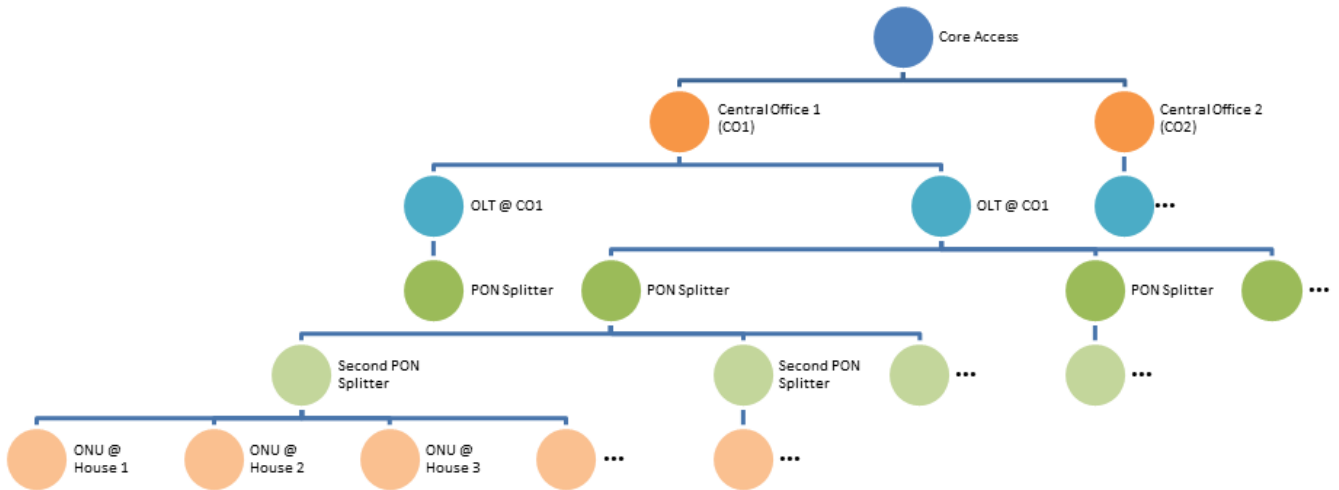 Core Access
Central Office 1
(CO1)
Central Office 2
(CO2)
OLT @ CO1
OLT @ CO1
•••
PON Splitter
PON Splitter
PON Splitter
•••
Second PON
Splitter
Second PON
Splitter
•••
•••
ONU @
House 1
ONU @
House 2
ONU @
House 3
•••
•••